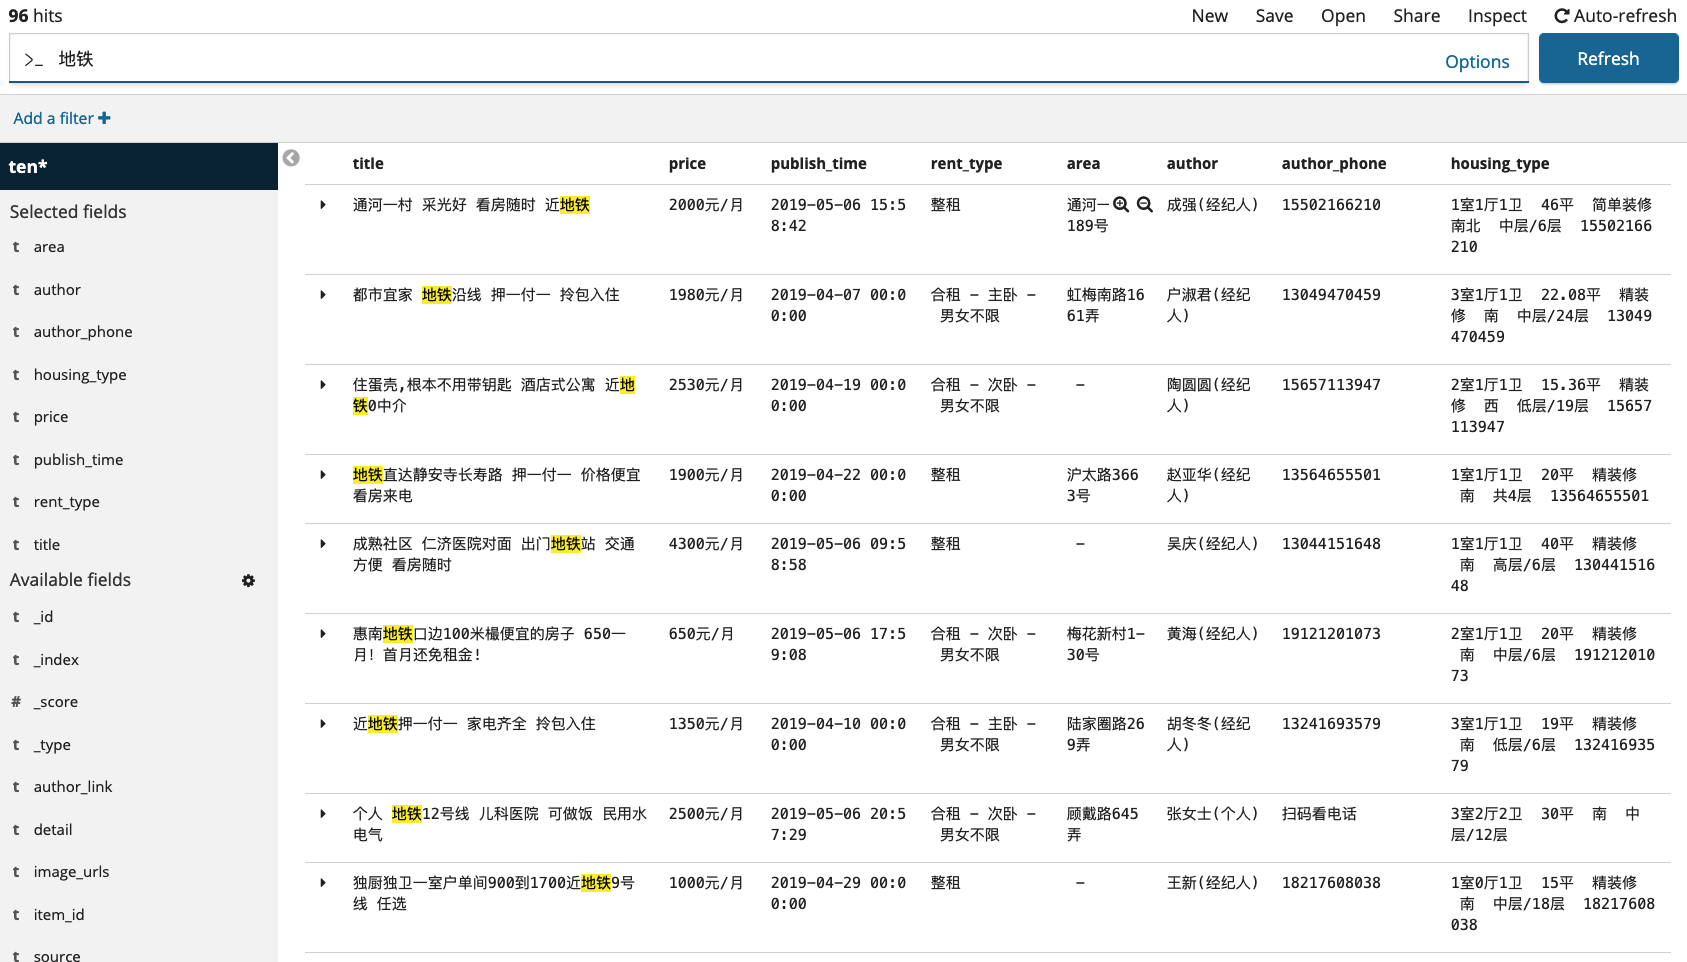 96 hits
New Save Open Share Inspect Auto-refresh
>_ 地铁 Options Refresh
Add a filter
ten*
Selected fields
t area
t author
t author_phone
t housing_type
t price
t publish_time
t rent_type
t title
Available fields
t _id
t _index
# _score
t _type
t author_link
t detail
t image_urls
t item_id
t source
title price publish_time rent_type area author author_phone housing_type
通河一村 采光好 看房随时 近地铁 2000元/月 2019-05-06 15:5 整租 通河一 成强(经纪人) 15502166210 1室1厅1卫 46平 简单装修
8:42 189号 南北 中层/6层 15502166
210
都市宜家 地铁沿线 押一付一 拎包入住 1980元/月 2019-04-07 00:0 合租 - 主卧 - 虹梅南路16 户淑君(经纪 13049470459 3室1厅1卫 22.08平 精装
0:00 男女不限 61弄 人) 修 南 中层/24层 13049
470459
住蛋壳,根本不用带钥匙 酒店式公寓 近地 2530元/月 2019-04-19 00:0 合租 - 次卧 - - 陶圆圆(经纪 15657113947 2室1厅1卫 15.36平 精装
铁0中介 0:00 男女不限 人) 修 西 低层/19层 15657
113947
地铁直达静安寺长寿路 押一付一 价格便宜 1900元/月 2019-04-22 00:0 整租 沪太路366 赵亚华(经纪 13564655501 1室1厅1卫 20平 精装修
看房来电 0:00 3号 人) 南 共4层 13564655501
成熟社区 仁济医院对面 出门地铁站 交通 4300元/月 2019-05-06 09:5 整租 - 吴庆(经纪人) 13044151648 1室1厅1卫 40平 精装修
方便 看房随时 8:58 南 高层/6层 130441516
48
惠南地铁口边100米樶便宜的房子 650一 650元/月 2019-05-06 17:5 合租 - 次卧 - 梅花新村1- 黄海(经纪人) 19121201073 2室1厅1卫 20平 精装修
月! 首月还免租金! 9:08 男女不限 30号 南 中层/6层 191212010
73
近地铁押一付一 家电齐全 拎包入住 1350元/月 2019-04-10 00:0 合租 - 主卧 - 陆家圈路26 胡冬冬(经纪 13241693579 3室1厅1卫 19平 精装修
0:00 男女不限 9弄 人) 南 低层/6层 132416935
79
个人 地铁12号线 儿科医院 可做饭 民用水 2500元/月 2019-05-06 20:5 合租 - 次卧 - 顾戴路645 张女士(个人) 扫码看电话 3室2厅2卫 30平 南 中
电气 7:29 男女不限 弄 层/12层
独厨独卫一室户单间900到1700近地铁9号 1000元/月 2019-04-29 00:0 整租 - 王新(经纪人) 18217608038 1室0厅1卫 15平 精装修
线 任选 0:00 南 中层/18层 18217608
038